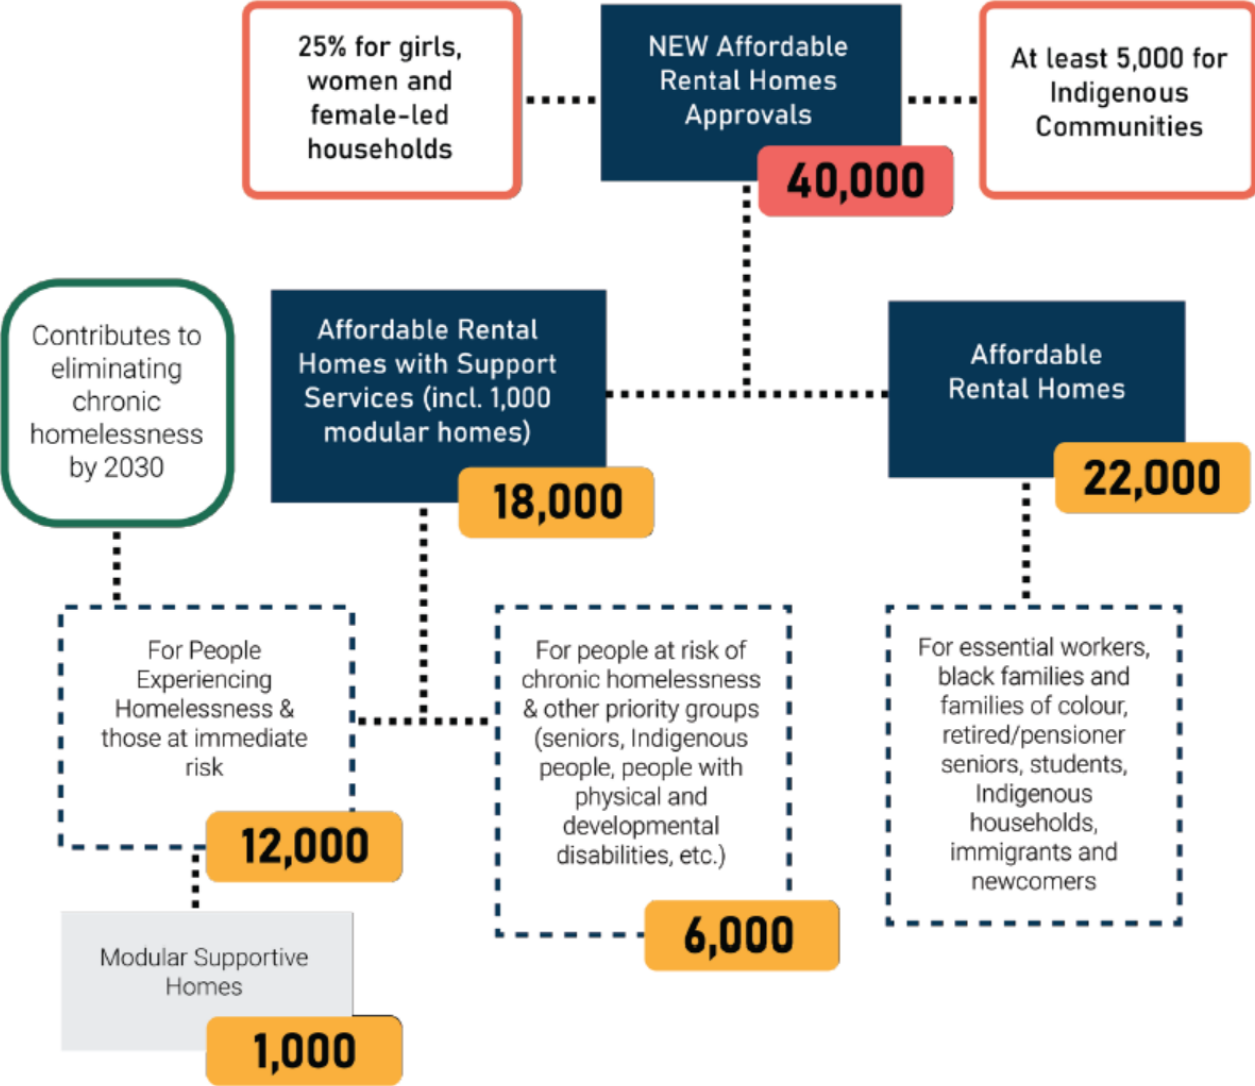 25% for girls,
women and
female-led
households
NEW Affordable
Rental Homes
Approvals
40,000
At least 5,000 for
Indigenous
Communities
Contributes to
eliminating
chronic
homelessness
by 2030
Affordable Rental
Homes with Support
Services (incl. 1,000
modular homes)
18,000
Affordable
Rental Homes
22,000
For People
Experiencing
Homelessness &
those at immediate
risk
12,000
For people at risk of
chronic homelessness
& other priority groups
(seniors, Indigenous
people, people with
physical and
developmental
disabilities, etc.)
6,000
For essential workers,
black families and
families of colour,
retired/pensioner
seniors, students,
Indigenous
households,
immigrants and
newcomers
Modular Supportive
Homes
1,000